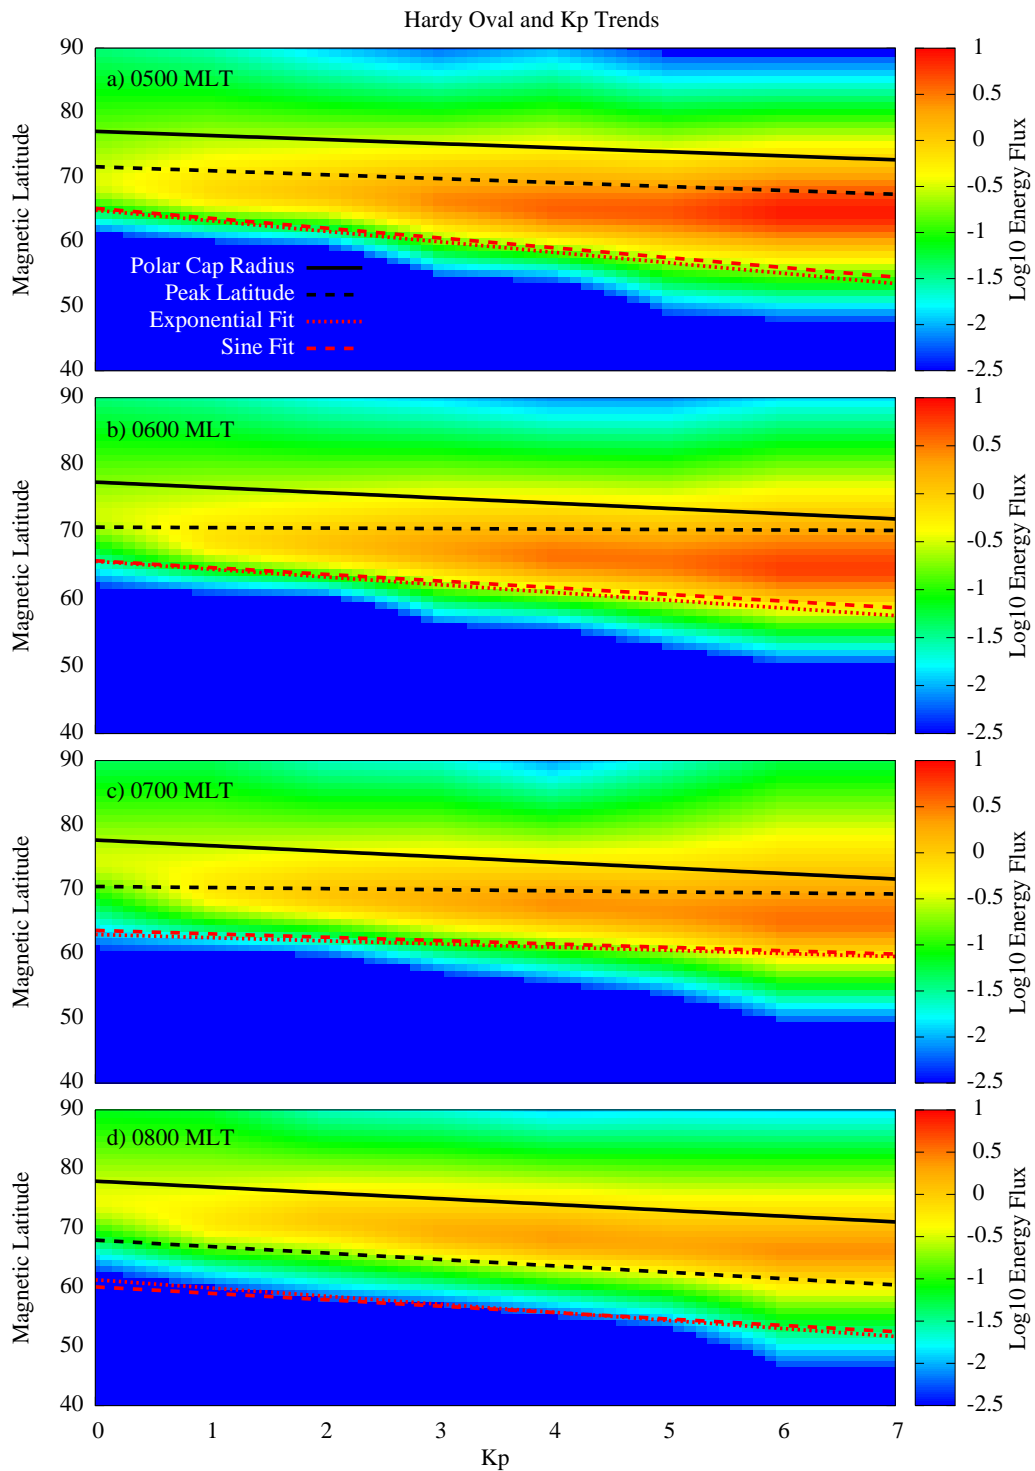 Hardy Oval and Kp Trends
a) 0500 MLT
Magnetic Latitude
90
80
70
60
50
40
Polar Cap Radius
Peak Latitude
Exponential Fit
Sine Fit
1
0.5
0
-0.5
-1
-1.5
-2
-2.5
Log10 Energy Flux
b) 0600 MLT
Magnetic Latitude
90
80
70
60
50
40
1
0.5
0
-0.5
-1
-1.5
-2
-2.5
Log10 Energy Flux
c) 0700 MLT
Magnetic Latitude
90
80
70
60
50
40
1
0.5
0
-0.5
-1
-1.5
-2
-2.5
Log10 Energy Flux
d) 0800 MLT
Magnetic Latitude
90
80
70
60
50
40
1
0.5
0
-0.5
-1
-1.5
-2
-2.5
Log10 Energy Flux
0 1 2 3 4 5 6 7
Kp